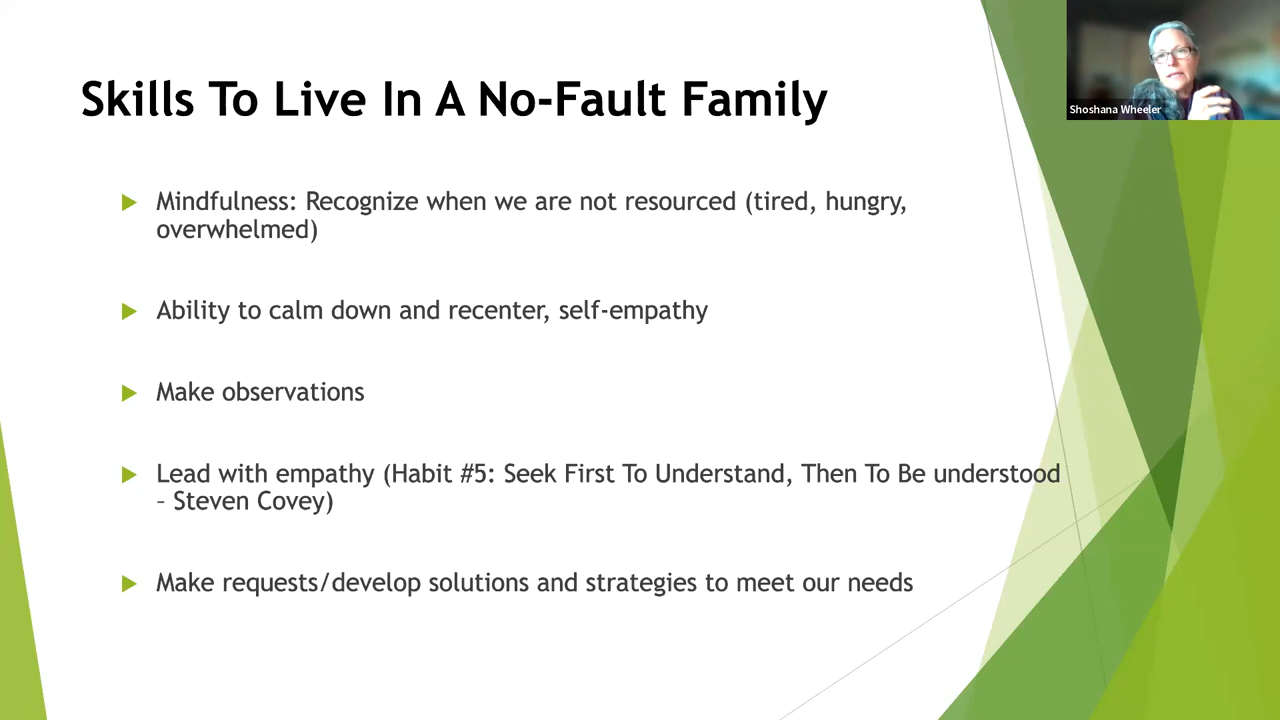 Skills To Live In A No-Fault Family
Shoshana Wheeler
Mindfulness: Recognize when we are not resourced (tired, hungry,
overwhelmed)
Ability to calm down and recenter, self-empathy
Make observations
Lead with empathy (Habit #5: Seek First To Understand, Then To Be understood
– Steven Covey)
Make requests/develop solutions and strategies to meet our needs